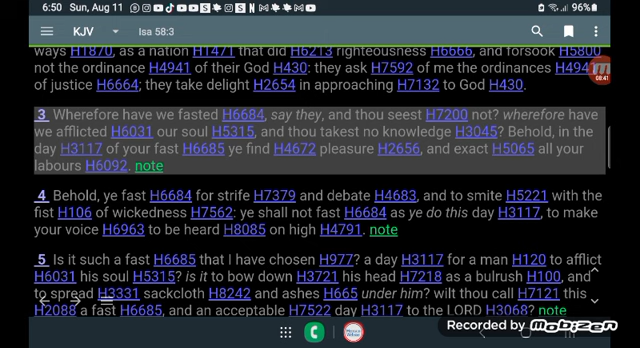 6:50 Sun, Aug 11 96%
KJV Isa 58:3
ways H1870, as a nation H1471 that did H6213 righteousness H6666, and forsook H5800
not the ordinance H4941 of their God H430: they ask H7592 of me the ordinances H4941
of justice H6664; they take delight H2654 in approaching H7132 to God H430.
08:41
3 Wherefore have we fasted H6684, say they, and thou seest H7200 not? wherefore have
we afflicted H6031 our soul H5315, and thou takest no knowledge H3045? Behold, in the
day H3117 of your fast H6685 ye find H4672 pleasure H2656, and exact H5065 all your
labours H6092. note
4 Behold, ye fast H6684 for strife H7379 and debate H4683, and to smite H5221 with the
fist H106 of wickedness H7562: ye shall not fast H6684 as ye do this day H3117, to make
your voice H6963 to be heard H8085 on high H4791. note
5 Is it such a fast H6685 that I have chosen H977? a day H3117 for a man H120 to afflict
H6031 his soul H5315? is it to bow down H3721 his head H7218 as a bulrush H100, and
to spread H3331 sackcloth H8242 and ashes H665 under him? wilt thou call H7121 this
H2088 a fast H6685, and an acceptable H7522 day H3117 to the LORD H3068? note
Recorded by mobizen